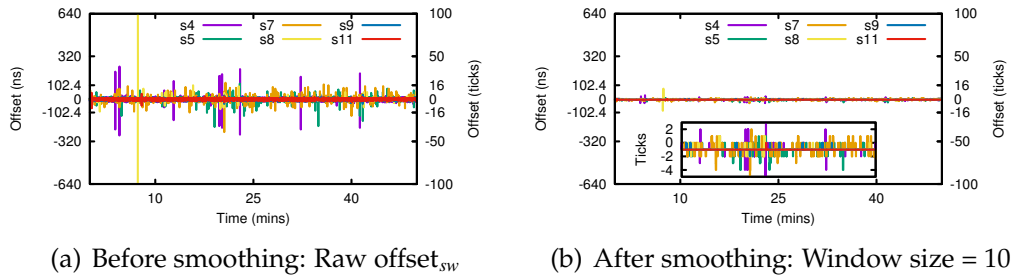 640
320
102.4
0
-102.4
-320
-640
Offset (ns)
100
50
16
0
-16
-50
-100
Offset (ticks)
s4 s7 s9
s5 s8 s11
10 25 40
Time (mins)
(a) Before smoothing: Raw offset_sw
640
320
102.4
0
-102.4
-320
-640
Offset (ns)
100
50
16
0
-16
-50
-100
Offset (ticks)
s4 s7 s9
s5 s8 s11
Ticks
2
0
-2
-4
10 25 40
Time (mins)
(b) After smoothing: Window size = 10